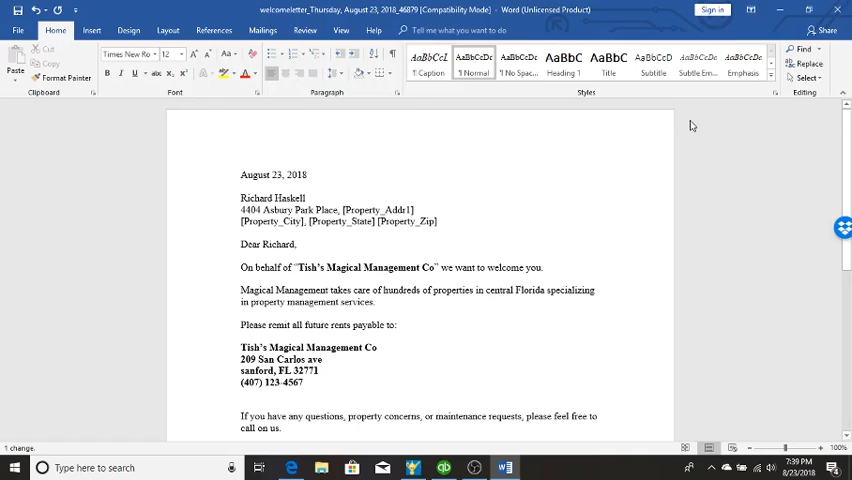 welcomeletter_Thursday, August 23, 2018_46879 [Compatibility Mode] - Word (Unlicensed Product)
Sign in
File Home Insert Design Layout References Mailings Review View Help Tell me what you want to do Share
Paste
Cut
Copy
Format Painter
Clipboard
Times New Ro 12
Font
Paragraph
AaBbCcL AaBbCcDc AaBbCcDc AaBbC AaBbC AaBbCcD AaBbCcDc AaBbCcDc
¶ Caption ¶ Normal ¶ No Spac... Heading 1 Title Subtitle Subtle Em... Emphasis
Styles
Find
Replace
Select
Editing
August 23, 2018
Richard Haskell
4404 Asbury Park Place, [Property_Addr1]
[Property_City], [Property_State] [Property_Zip]
Dear Richard,
On behalf of “Tish’s Magical Management Co” we want to welcome you.
Magical Management takes care of hundreds of properties in central Florida specializing
in property management services.
Please remit all future rents payable to:
Tish’s Magical Management Co
209 San Carlos ave
sanford, FL 32771
(407) 123-4567
If you have any questions, property concerns, or maintenance requests, please feel free to
call on us.
1 change.
100%
Type here to search
7:39 PM
8/23/2018